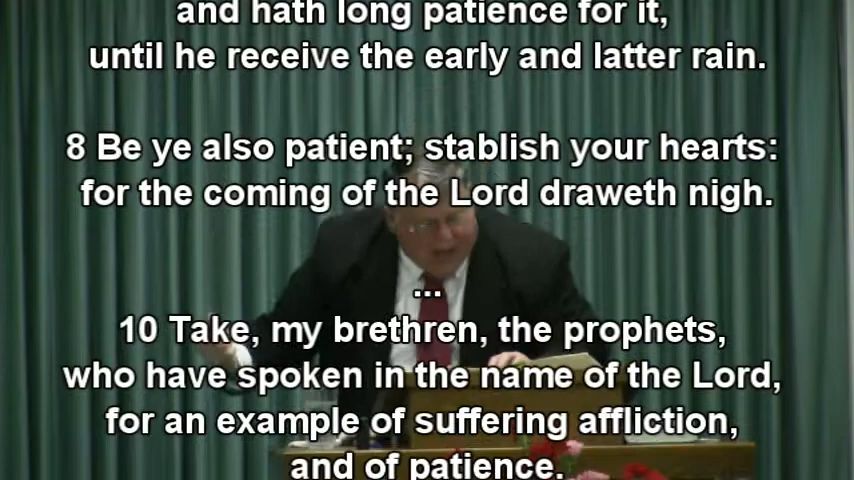 and hath long patience for it,
until he receive the early and latter rain.
8 Be ye also patient; stablish your hearts:
for the coming of the Lord draweth nigh.
...
10 Take, my brethren, the prophets,
who have spoken in the name of the Lord,
for an example of suffering affliction,
and of patience.